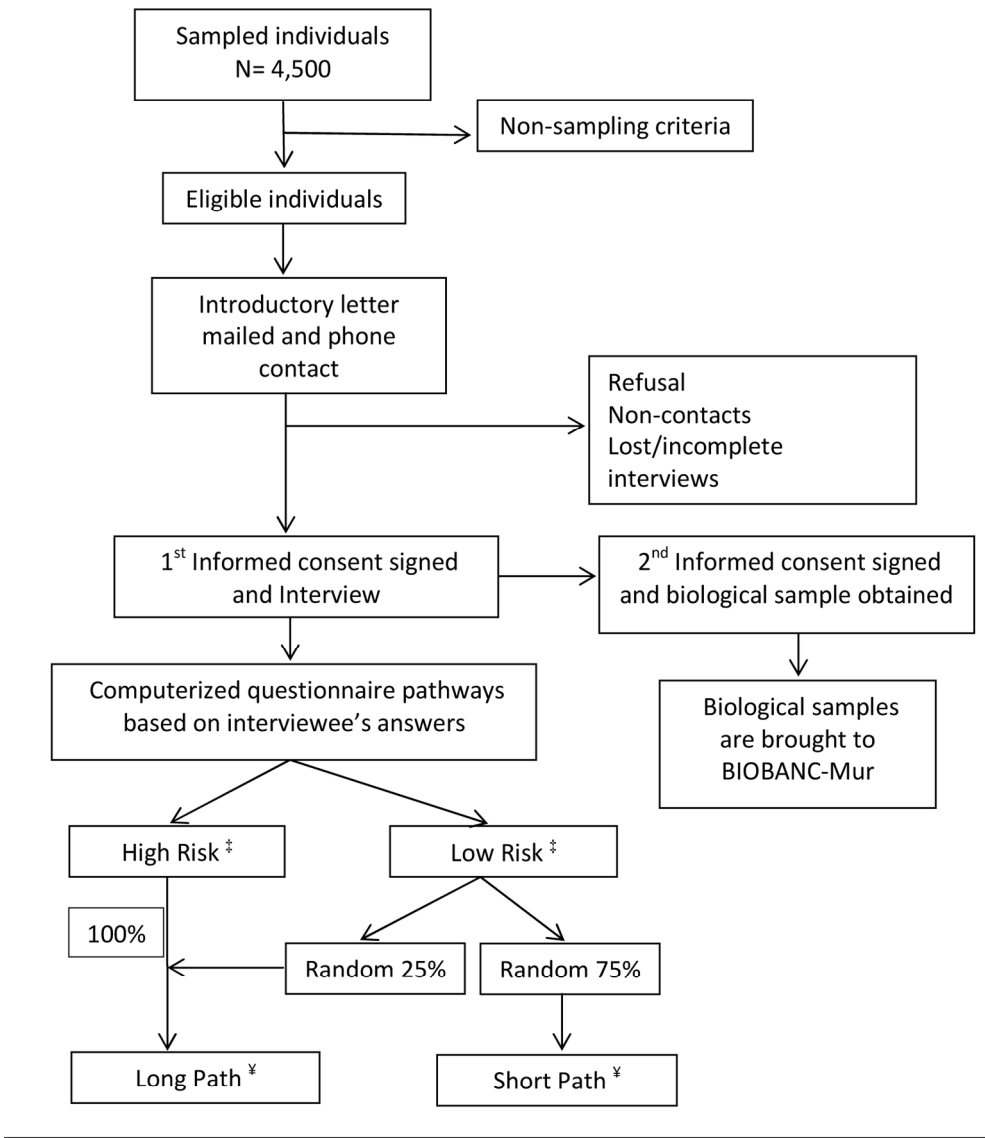 Sampled individuals
N= 4,500
Non-sampling criteria
Eligible individuals
Introductory letter
mailed and phone
contact
Refusal
Non-contacts
Lost/incomplete
interviews
1st Informed consent signed
and Interview
2nd Informed consent signed
and biological sample obtained
Computerized questionnaire pathways
based on interviewee’s answers
Biological samples
are brought to
BIOBANC-Mur
High Risk ‡
Low Risk ‡
100%
Random 25%
Random 75%
Long Path ¥
Short Path ¥